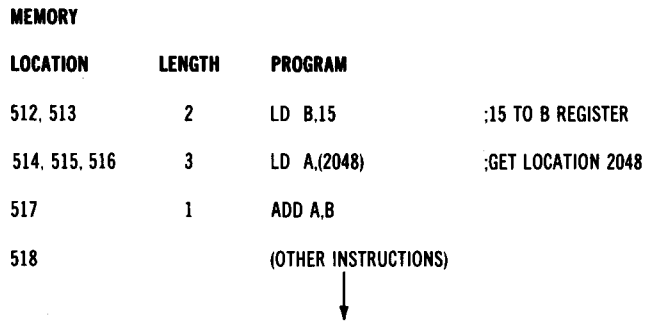 MEMORY
LOCATION LENGTH PROGRAM
512, 513 2 LD B,15 ;15 TO B REGISTER
514, 515, 516 3 LD A,(2048) ;GET LOCATION 2048
517 1 ADD A,B
518 (OTHER INSTRUCTIONS)